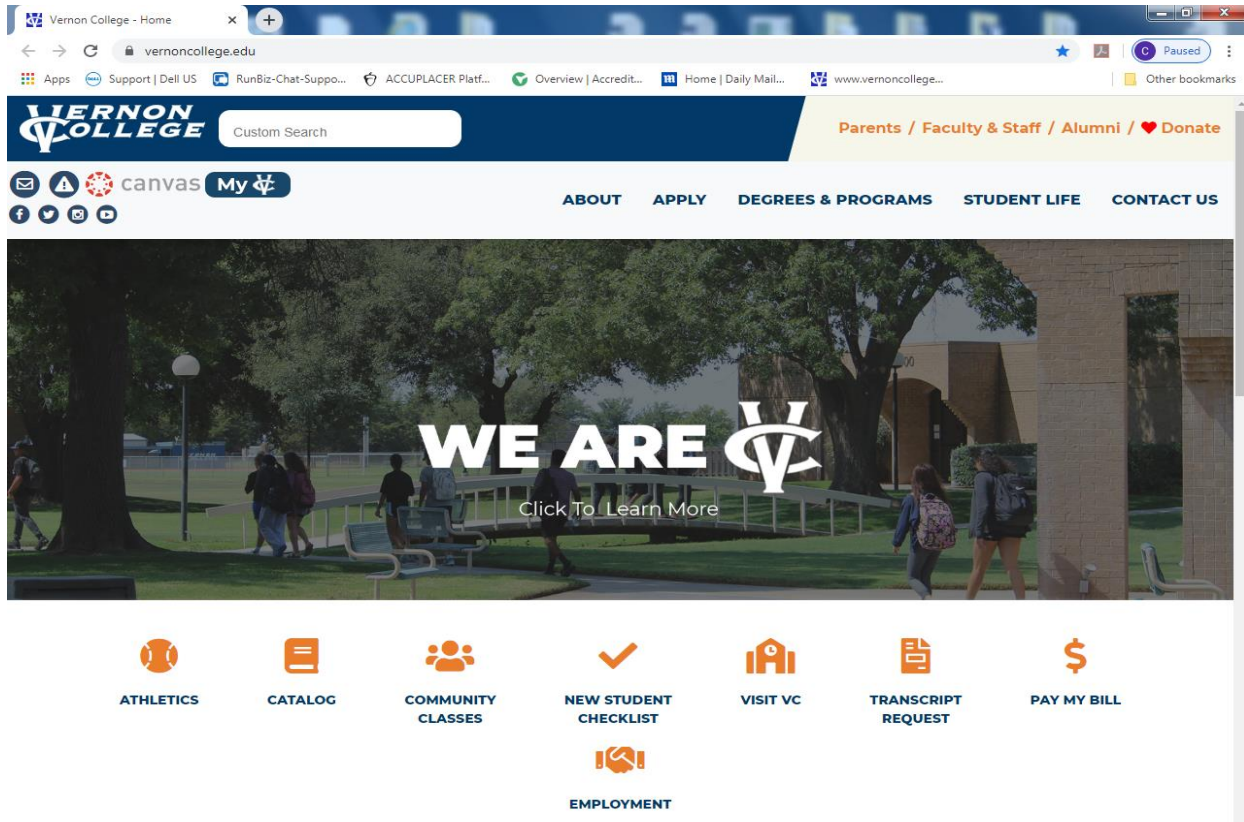 Vernon College - Home
vernoncollege.edu
Paused
Apps
Support | Dell US
RunBiz-Chat-Suppo...
ACCUPLACER Platf...
Overview | Accredit...
Home | Daily Mail...
www.vernoncollege...
Other bookmarks
VERNON
COLLEGE
Custom Search
Parents / Faculty & Staff / Alumni / Donate
canvas
My VC
ABOUT
APPLY
DEGREES & PROGRAMS
STUDENT LIFE
CONTACT US
WE ARE VC
Click To Learn More
ATHLETICS
CATALOG
COMMUNITY
CLASSES
NEW STUDENT
CHECKLIST
VISIT VC
TRANSCRIPT
REQUEST
PAY MY BILL
EMPLOYMENT